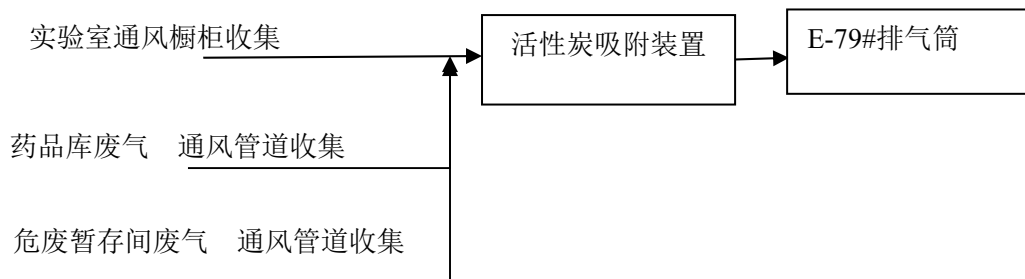 实验室通风橱柜收集
活性炭吸附装置
E-79#排气筒
药品库废气 通风管道收集
危废暂存间废气 通风管道收集